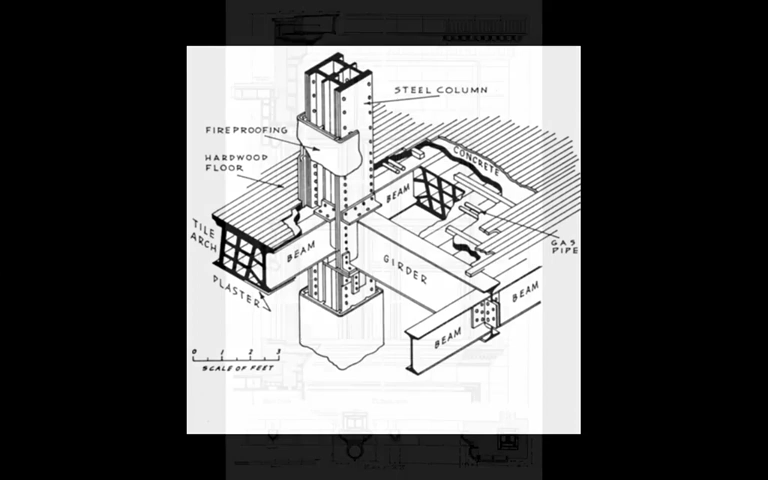 STEEL COLUMN
FIREPROOFING
HARDWOOD
FLOOR
CONCRETE
BEAM
TILE
ARCH
BEAM
GIRDER
GAS
PIPE
PLASTER
BEAM
BEAM
0 1 2 3
SCALE OF FEET